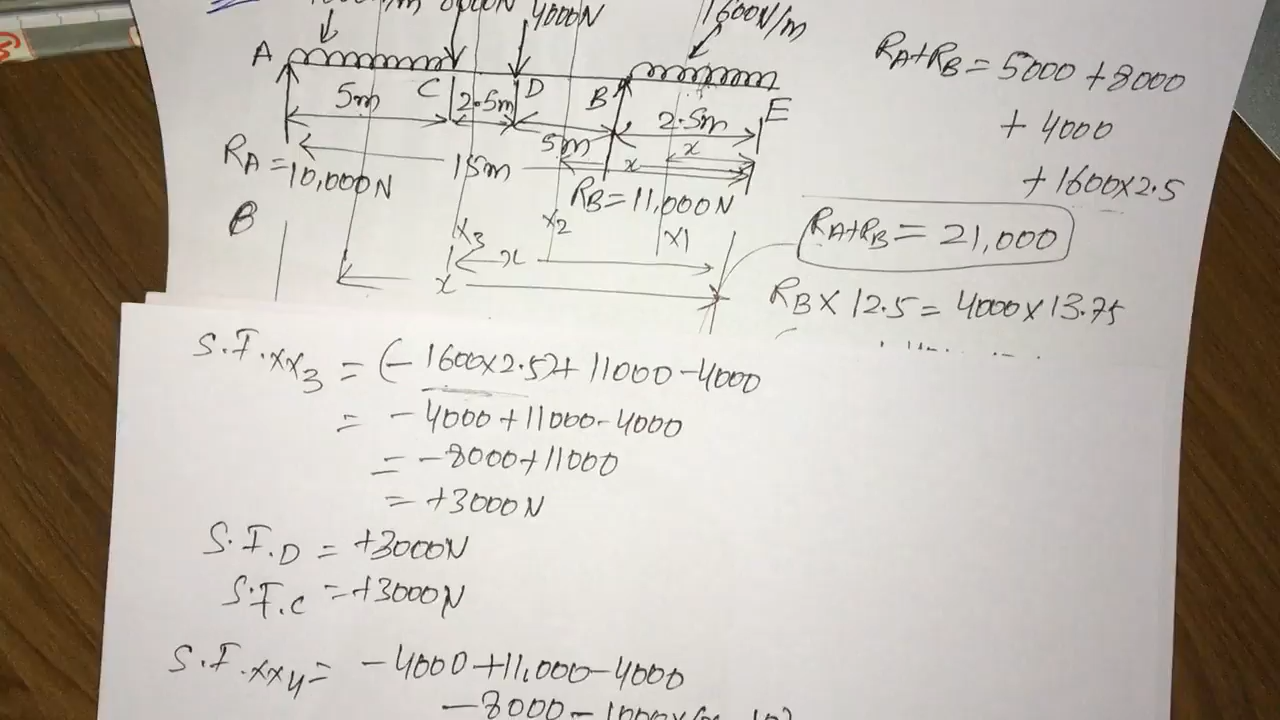 4000N
1600N/m
A
5m
C
2.5m
D
B
E
5m
2.5m
x
x
15m
RA = 10,000N
RB = 11,000N
B
x3
x2
x1
x
x
RA+RB = 5000 + 8000
+ 4000
+ 1600x2.5
RA+RB = 21,000
RB x 12.5 = 4000 x 13.75
S.F.xx3 = (- 1600x2.5)+ 11000 - 4000
= - 4000 + 11000 - 4000
= -8000 + 11000
= +3000N
S.F.D = +3000N
S.F.C = +3000N
S.F.xx4 = - 4000 + 11,000 - 4000
- 8000 - 1000x